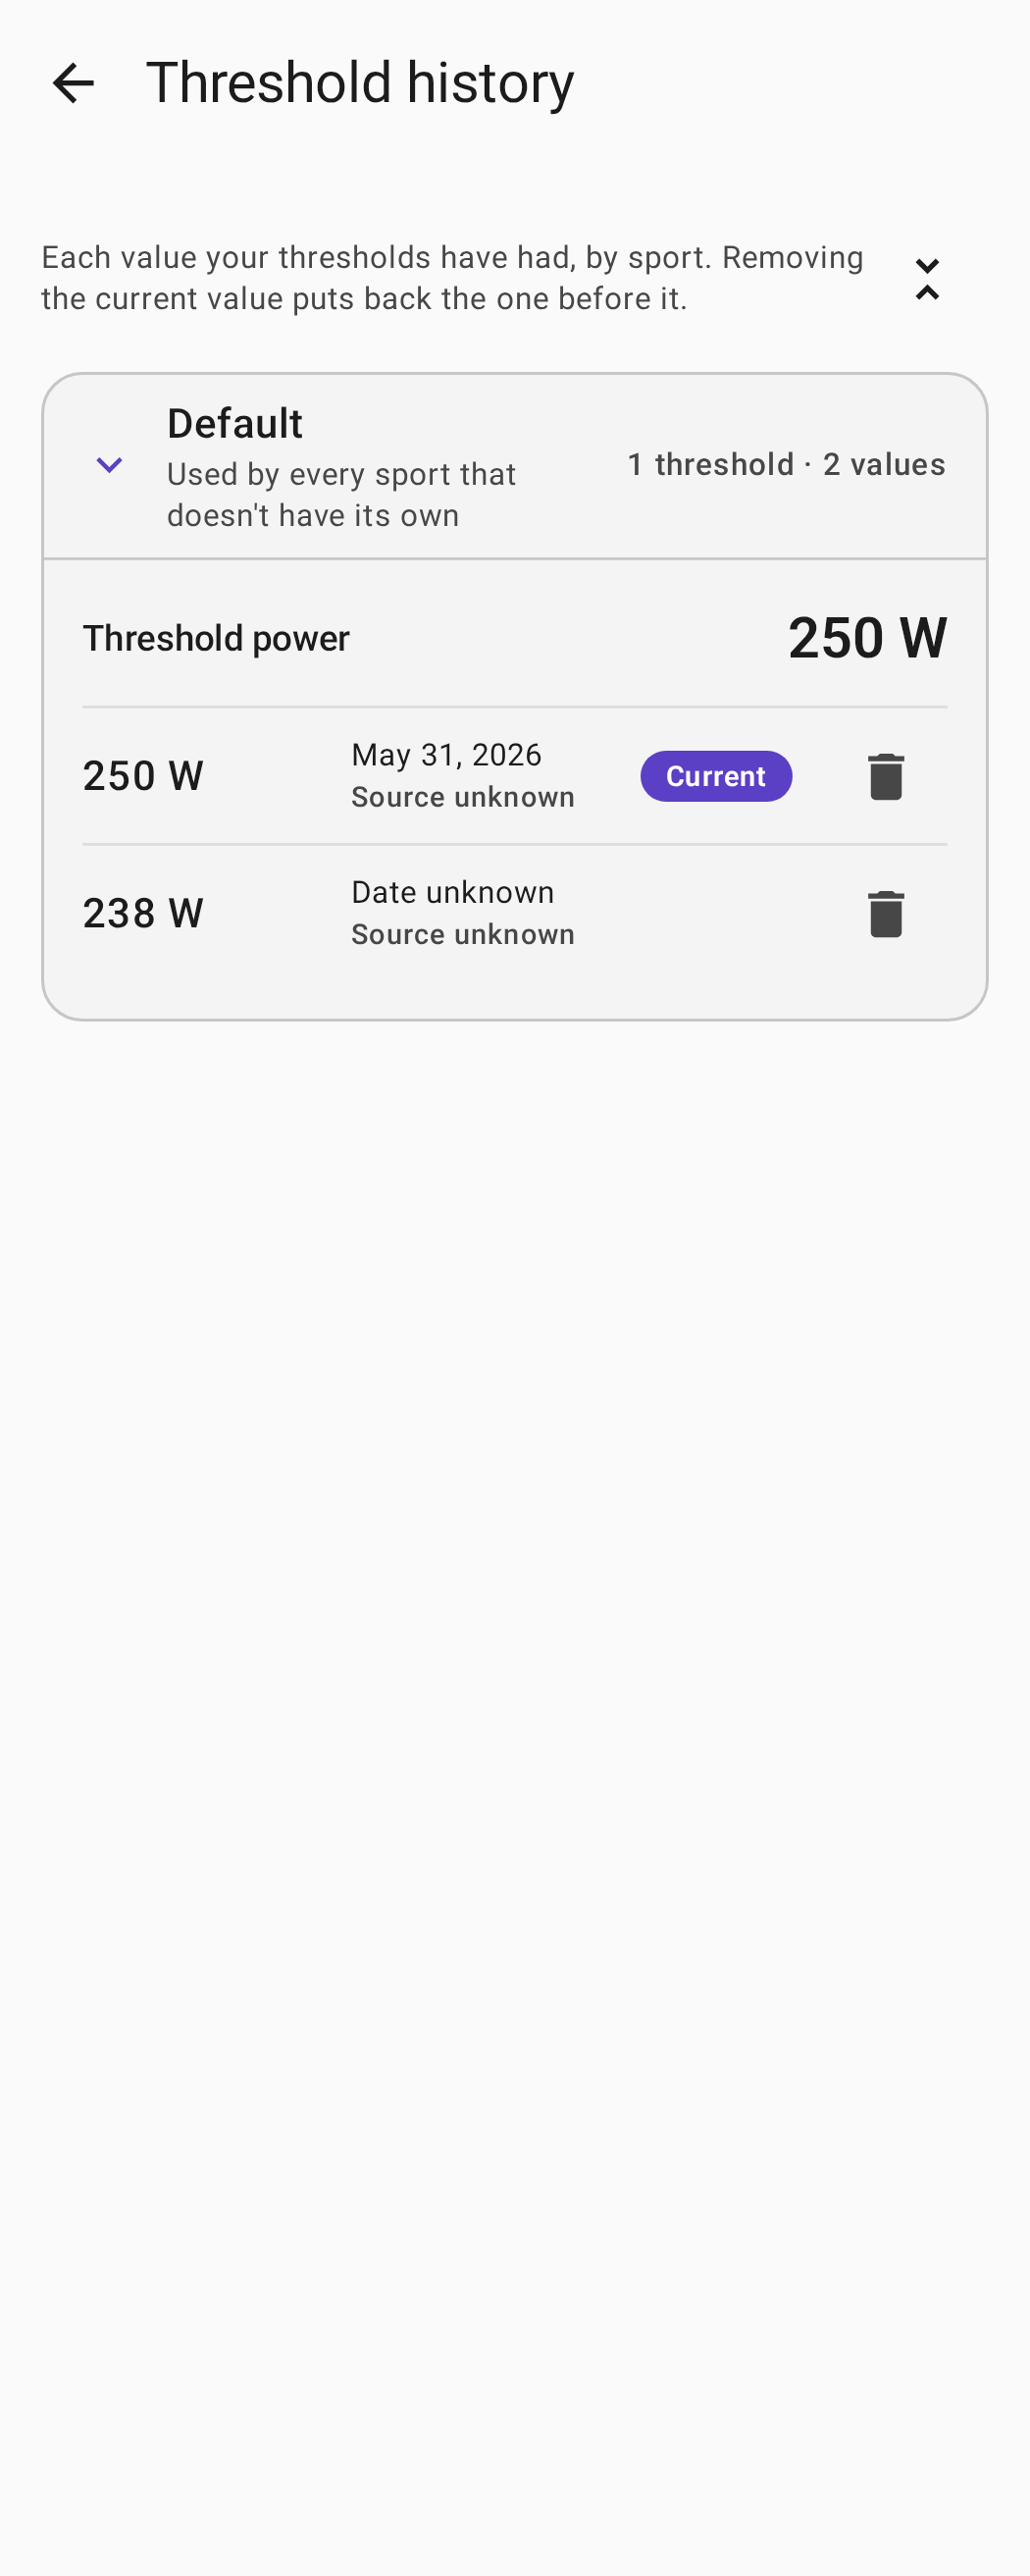 Threshold history
Each value your thresholds have had, by sport. Removing
the current value puts back the one before it.
Default
Used by every sport that
doesn't have its own
1 threshold · 2 values
Threshold power
250 W
250 W
May 31, 2026
Source unknown
Current
238 W
Date unknown
Source unknown